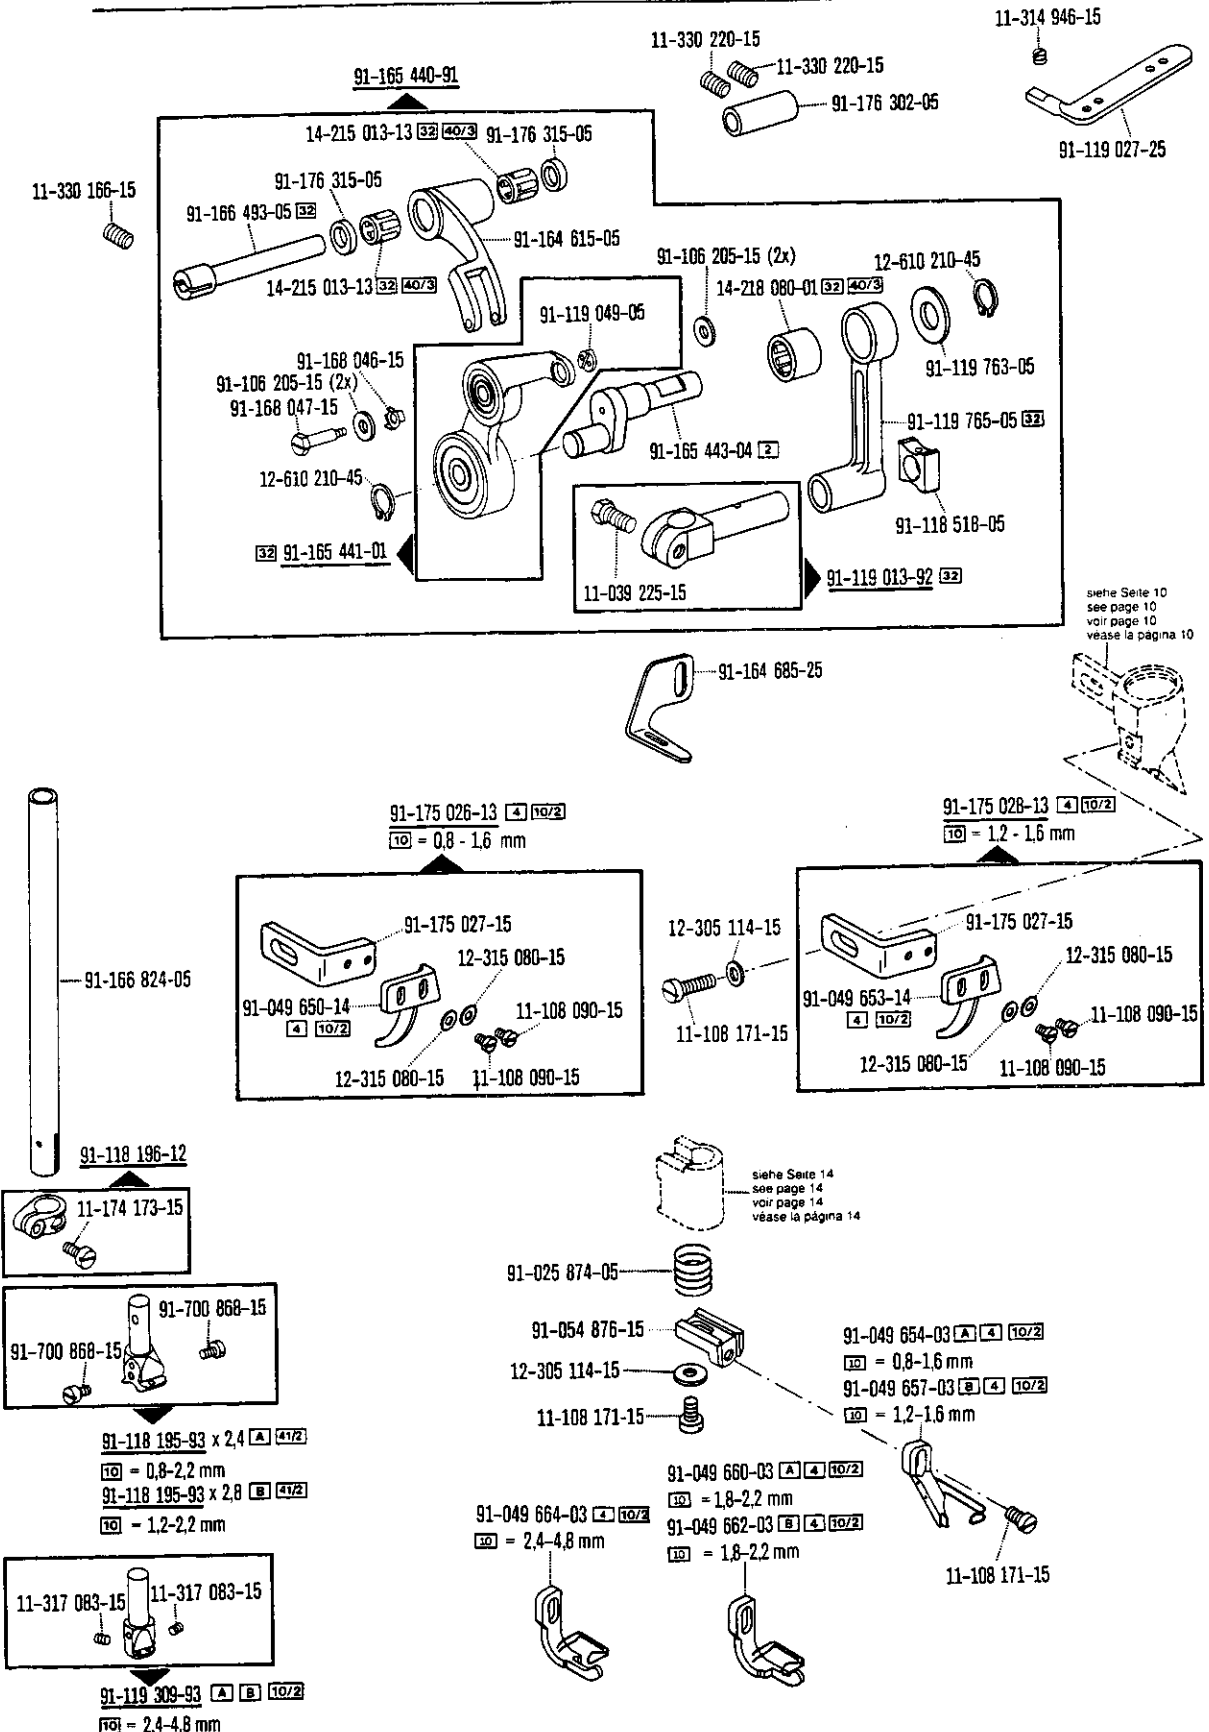 11-314 946-15
11-330 220-15
11-330 220-15
91-176 302-05
91-119 027-25
91-165 440-91
14-215 013-13 32 40/3
91-176 315-05
91-176 315-05
11-330 166-15
91-166 493-05 32
91-164 615-05
14-215 013-13 32 40/3
91-106 205-15 (2x)
12-610 210-45
14-218 080-01 32 40/3
91-119 049-05
91-168 046-15
91-106 205-15 (2x)
91-168 047-15
91-119 763-05
91-119 765-05 32
91-165 443-04 2
12-610 210-45
91-118 518-05
32 91-165 441-01
11-039 225-15
91-119 013-92 32
siehe Seite 10
see page 10
voir page 10
véase la página 10
91-164 685-25
91-175 026-13 4 10/2
10 = 0,8 - 1,6 mm
91-175 028-13 4 10/2
10 = 1,2 - 1,6 mm
91-175 027-15
12-315 080-15
91-049 650-14
4 10/2
11-108 090-15
12-315 080-15
11-108 090-15
12-305 114-15
11-108 171-15
91-175 027-15
12-315 080-15
91-049 653-14
4 10/2
11-108 090-15
12-315 080-15
11-108 090-15
91-166 824-05
91-118 196-12
11-174 173-15
siehe Seite 14
see page 14
voir page 14
véase la página 14
91-025 874-05
91-054 876-15
12-305 114-15
11-108 171-15
91-700 868-15
91-700 868-15
91-118 195-93 x 2,4 A 41/2
10 = 0,8-2,2 mm
91-118 195-93 x 2,8 B 41/2
10 = 1,2-2,2 mm
91-049 654-03 A 4 10/2
10 = 0,8-1,6 mm
91-049 657-03 B 4 10/2
10 = 1,2-1,6 mm
91-049 660-03 A 4 10/2
10 = 1,8-2,2 mm
91-049 662-03 B 4 10/2
10 = 1,8-2,2 mm
91-049 664-03 4 10/2
10 = 2,4-4,8 mm
11-108 171-15
11-317 083-15
11-317 083-15
91-119 309-93 A B 10/2
10 = 2,4-4,8 mm